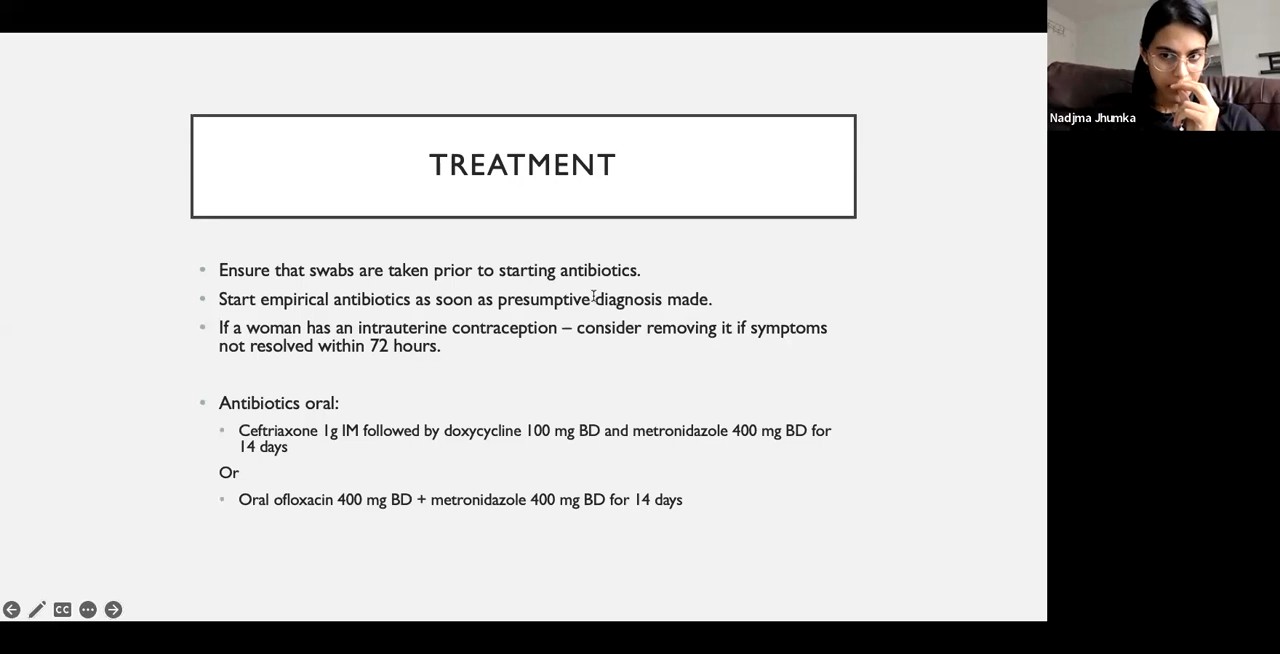 TREATMENT
Ensure that swabs are taken prior to starting antibiotics.
Start empirical antibiotics as soon as presumptive diagnosis made.
If a woman has an intrauterine contraception – consider removing it if symptoms
not resolved within 72 hours.
Antibiotics oral:
Ceftriaxone 1g IM followed by doxycycline 100 mg BD and metronidazole 400 mg BD for
14 days
Or
Oral ofloxacin 400 mg BD + metronidazole 400 mg BD for 14 days
CC
Nadjma Jhumka